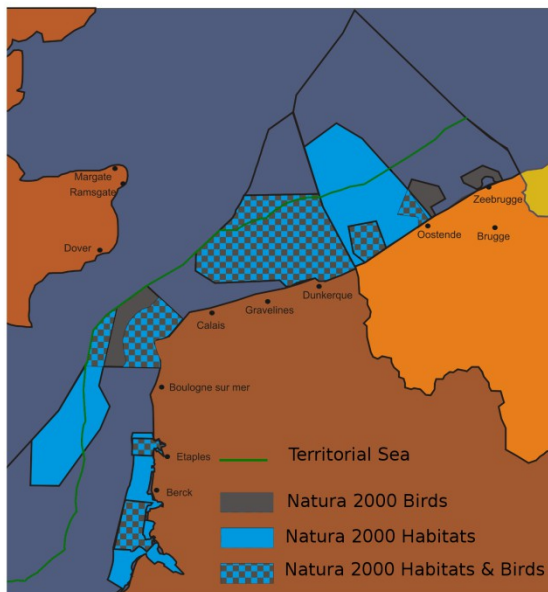 Margate
Ramsgate
Dover
Zeebrugge
Oostende
Brugge
Dunkerque
Gravelines
Calais
Boulogne sur mer
Etaples
Berck
Territorial Sea
Natura 2000 Birds
Natura 2000 Habitats
Natura 2000 Habitats & Birds